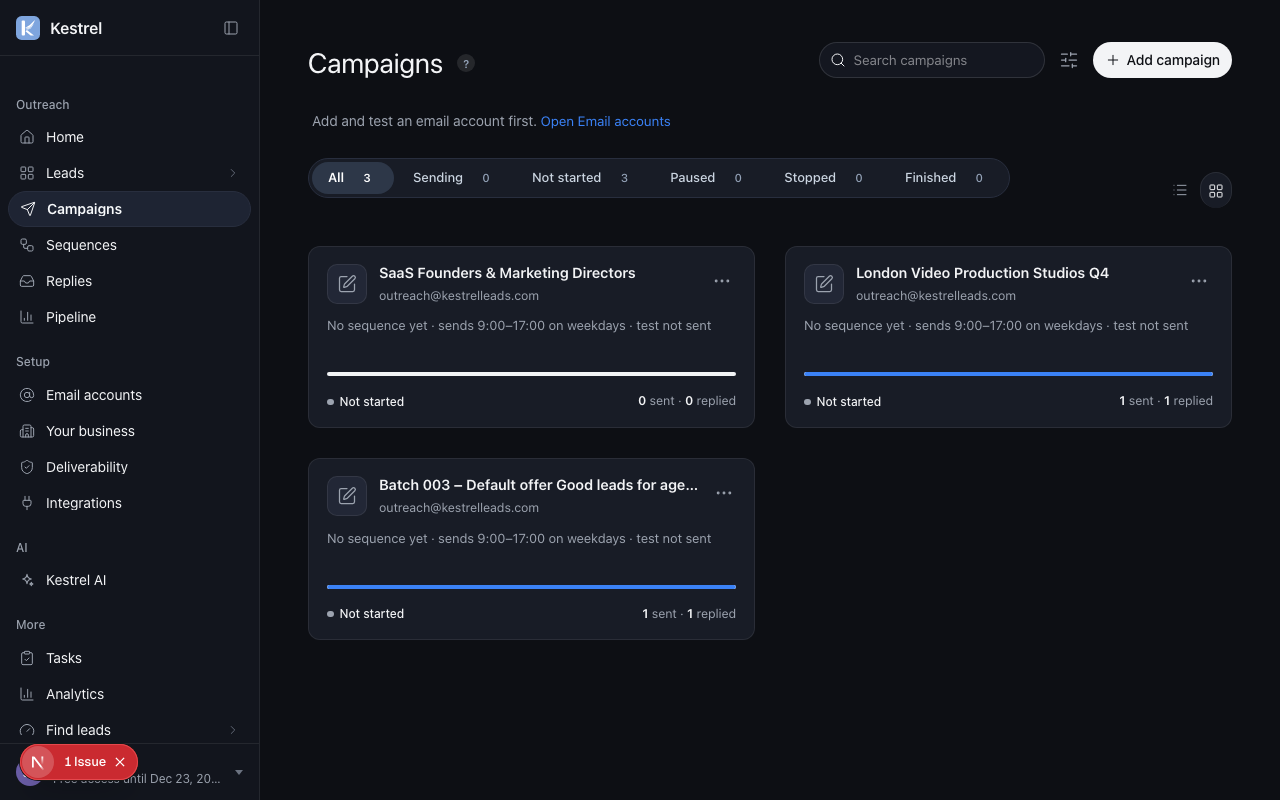 Kestrel
Outreach
Home
Leads
Campaigns
Sequences
Replies
Pipeline
Setup
Email accounts
Your business
Deliverability
Integrations
AI
Kestrel AI
More
Tasks
Analytics
Find leads
N 1 Issue
until Dec 23, 20...
Campaigns ?
Search campaigns
+ Add campaign
Add and test an email account first. Open Email accounts
All 3 Sending 0 Not started 3 Paused 0 Stopped 0 Finished 0
SaaS Founders & Marketing Directors
outreach@kestrelleads.com
No sequence yet · sends 9:00–17:00 on weekdays · test not sent
Not started 0 sent · 0 replied
London Video Production Studios Q4
outreach@kestrelleads.com
No sequence yet · sends 9:00–17:00 on weekdays · test not sent
Not started 1 sent · 1 replied
Batch 003 – Default offer Good leads for age...
outreach@kestrelleads.com
No sequence yet · sends 9:00–17:00 on weekdays · test not sent
Not started 1 sent · 1 replied